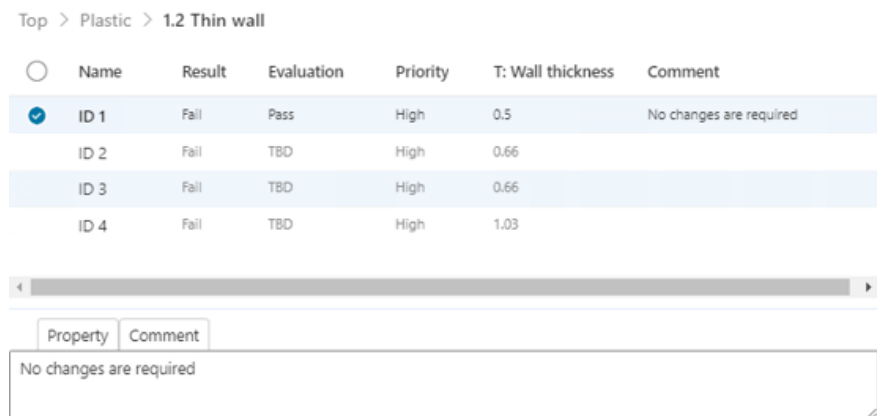 Top > Plastic > 1.2 Thin wall
Name Result Evaluation Priority T: Wall thickness Comment
ID 1 Fail Pass High 0.5 No changes are required
ID 2 Fail TBD High 0.66
ID 3 Fail TBD High 0.66
ID 4 Fail TBD High 1.03
Property Comment
No changes are required